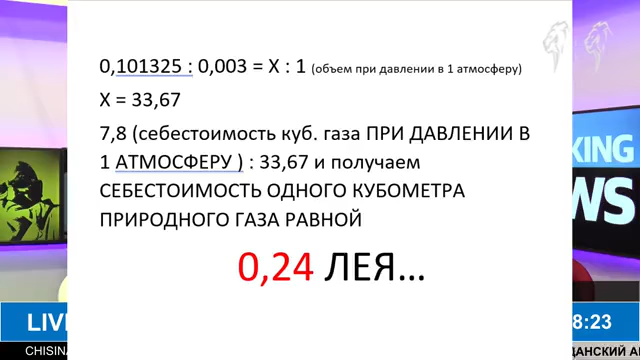 0,101325 : 0,003 = X : 1 (объем при давлении в 1 атмосферу)
X = 33,67
7,8 (себестоимость куб. газа ПРИ ДАВЛЕНИИ В
1 АТМОСФЕРУ ) : 33,67 и получаем
СЕБЕСТОИМОСТЬ ОДНОГО КУБОМЕТРА
ПРИРОДНОГО ГАЗА РАВНОЙ
0,24 ЛЕЯ...
KING
WS
LIV
8:23
CHISIN
ДАНСКИЙ А